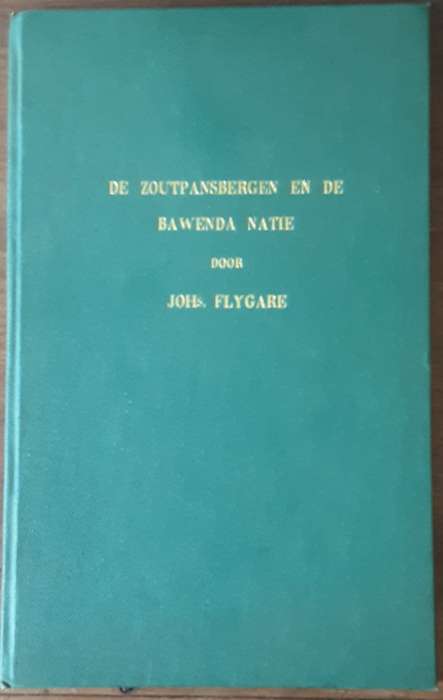 DE ZOUTPANSBERGEN EN DE
BAWENDA NATIE
DOOR
JOHs. FLYGARE